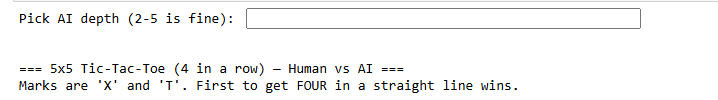 Pick AI depth (2-5 is fine):
=== 5x5 Tic-Tac-Toe (4 in a row) — Human vs AI ===
Marks are 'X' and 'T'. First to get FOUR in a straight line wins.